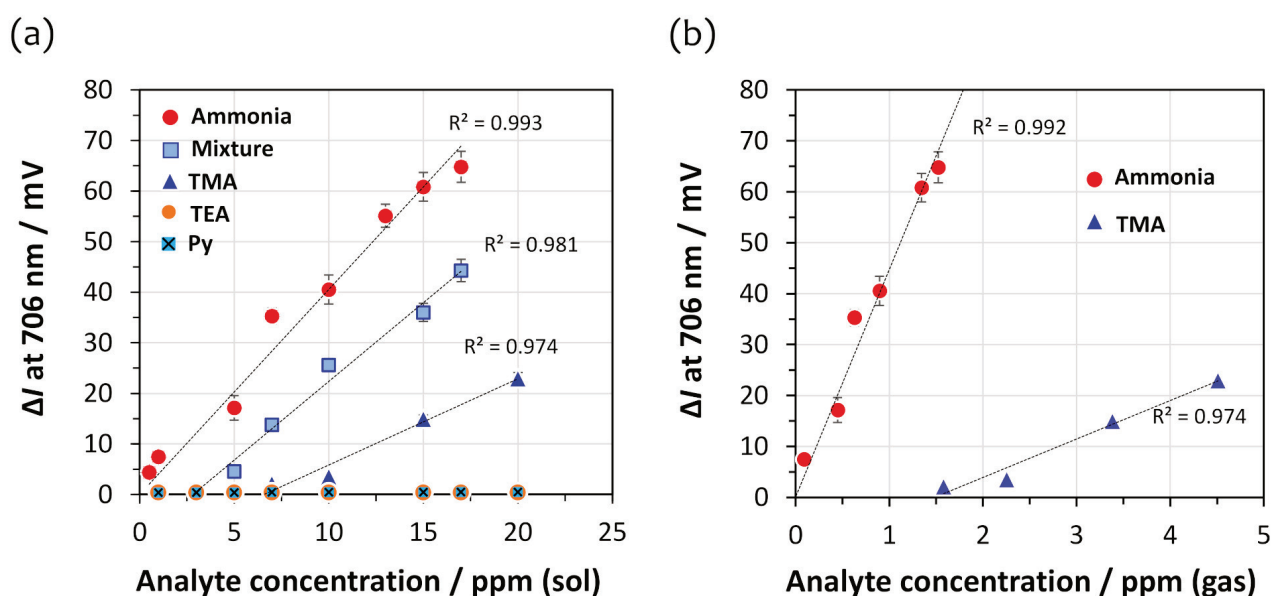 (a)
ΔI at 706 nm / mV
80
70
60
50
40
30
20
10
0
Ammonia
Mixture
TMA
TEA
Py
R² = 0.993
R² = 0.981
R² = 0.974
0 5 10 15 20 25
Analyte concentration / ppm (sol)
(b)
ΔI at 706 nm / mV
80
70
60
50
40
30
20
10
0
R² = 0.992
Ammonia
TMA
R² = 0.974
0 1 2 3 4 5
Analyte concentration / ppm (gas)